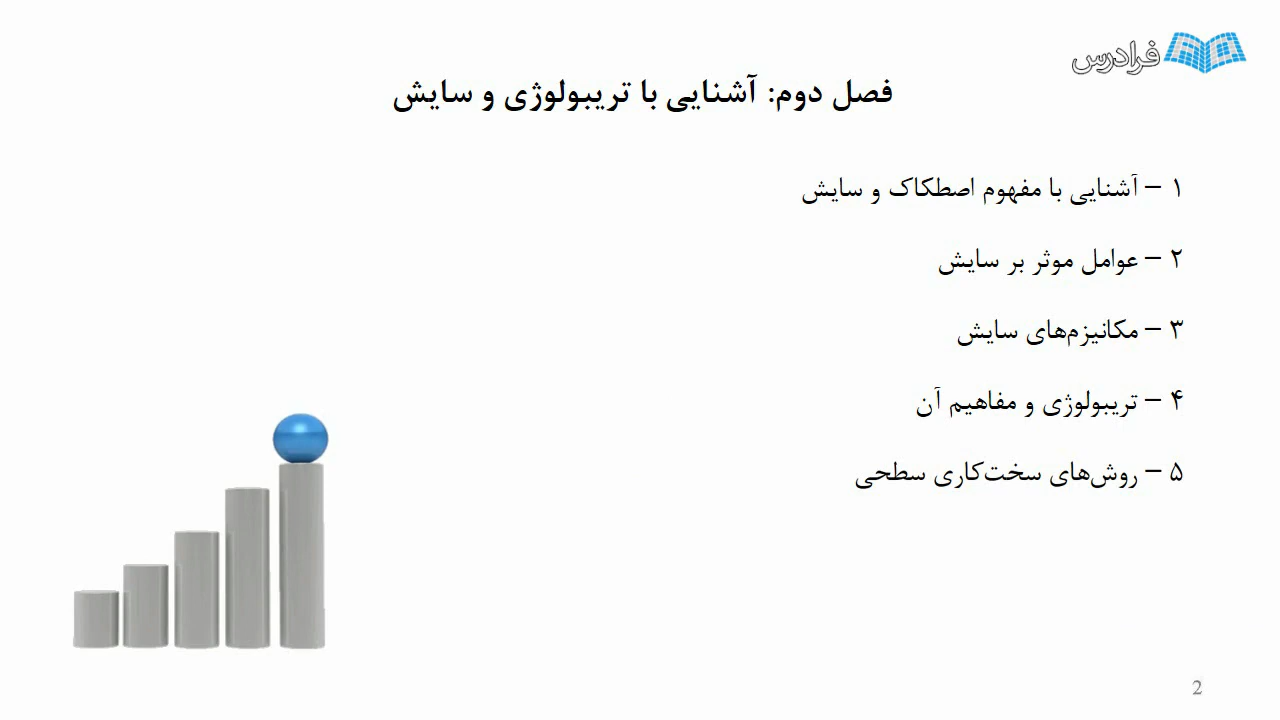 فرادرس
فصل دوم: آشنایی با تریبولوژی و سایش
۱ – آشنایی با مفهوم اصطکاک و سایش
۲ – عوامل موثر بر سایش
۳ – مکانیزم‌های سایش
۴ – تریبولوژی و مفاهیم آن
۵ – روش‌های سخت‌کاری سطحی
2